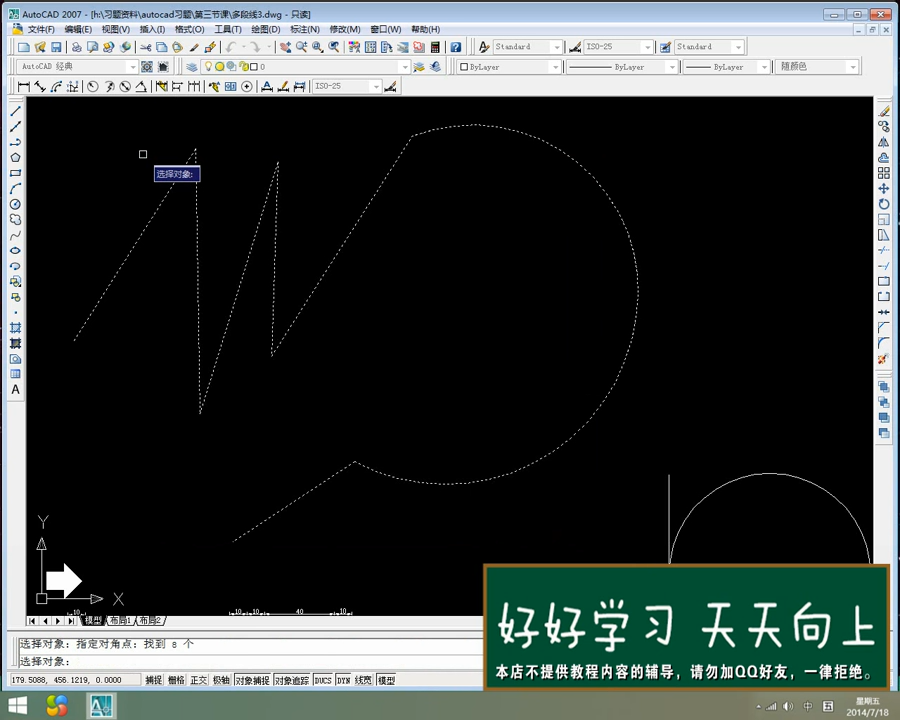 AutoCAD 2007 - [h:\习题资料\autocad习题\第三节课\多段线3.dwg - 只读]
文件(F) 编辑(E) 视图(V) 插入(I) 格式(O) 工具(T) 绘图(D) 标注(N) 修改(M) 窗口(W) 帮助(H)
Standard ISO-25 Standard
AutoCAD 经典 0 ByLayer ByLayer ByLayer 随颜色
ISO-25
A
选择对象:
Y
X
10 10 10 40 10
模型 布局1 布局2
选择对象: 指定对角点: 找到 8 个
选择对象:
179.5088, 456.1219, 0.0000 捕捉 栅格 正交 极轴 对象捕捉 对象追踪 DUCS DYN 线宽 模型
好好学习 天天向上
本店不提供教程内容的辅导，请勿加QQ好友，一律拒绝。
中 五
星期五
2014/7/18